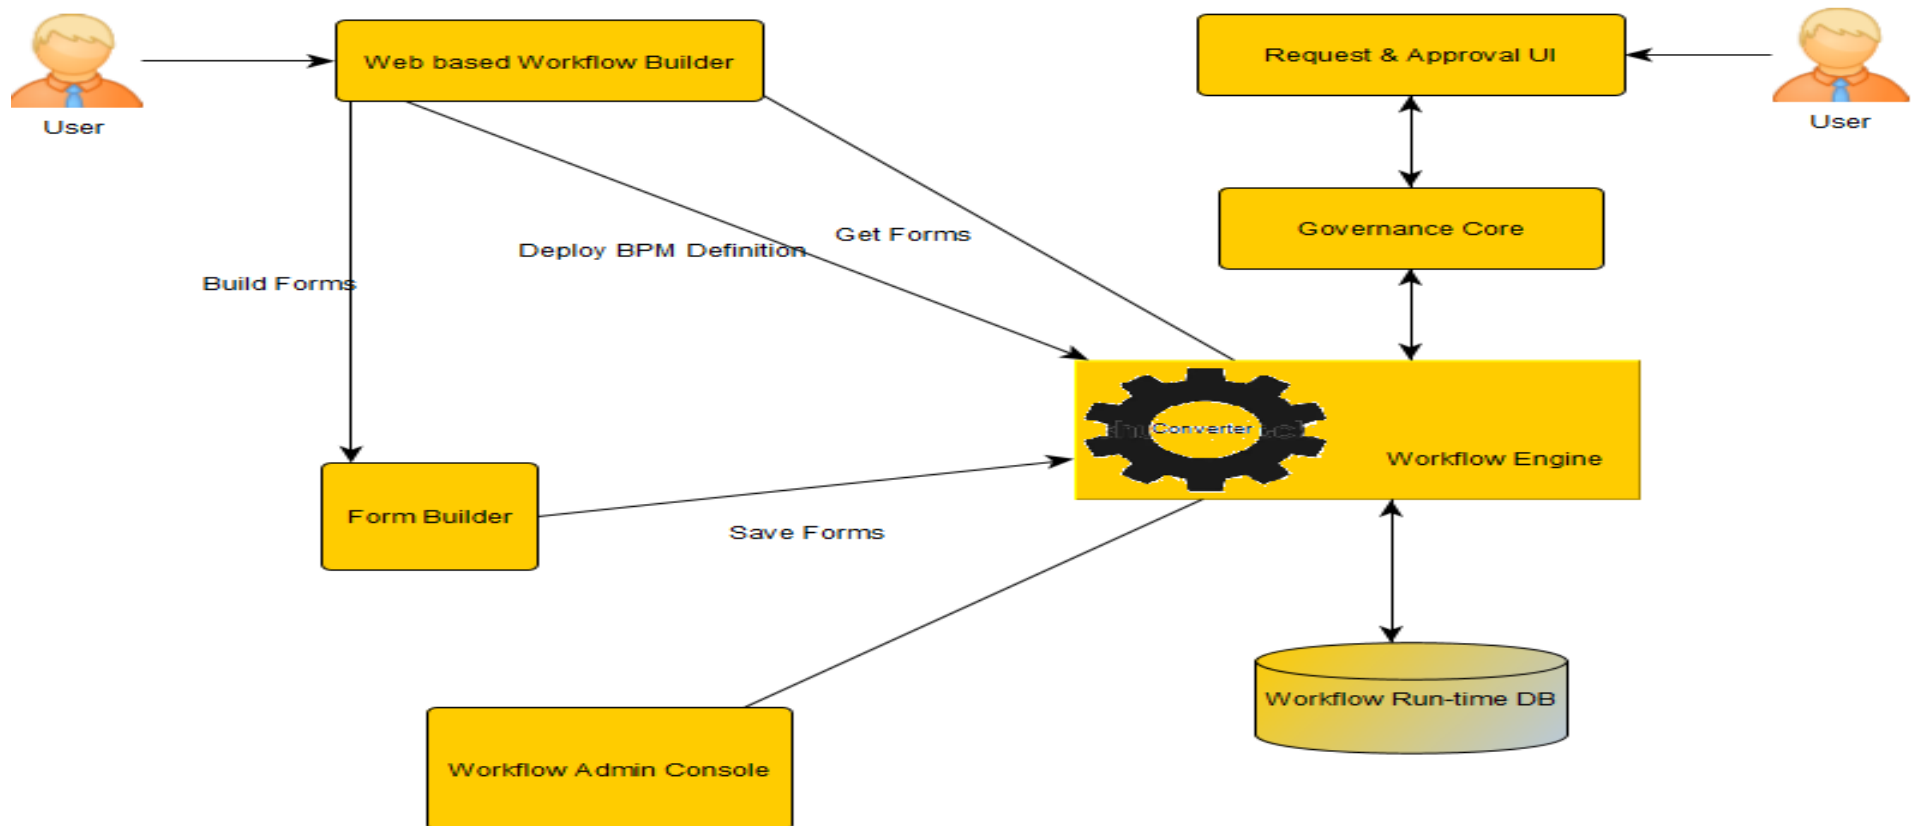 Web based Workflow Builder
Request & Approval UI
User
User
Governance Core
Get Forms
Deploy BPM Definition
Build Forms
Converter
Workflow Engine
Form Builder
Save Forms
Workflow Run-time DB
Workflow Admin Console